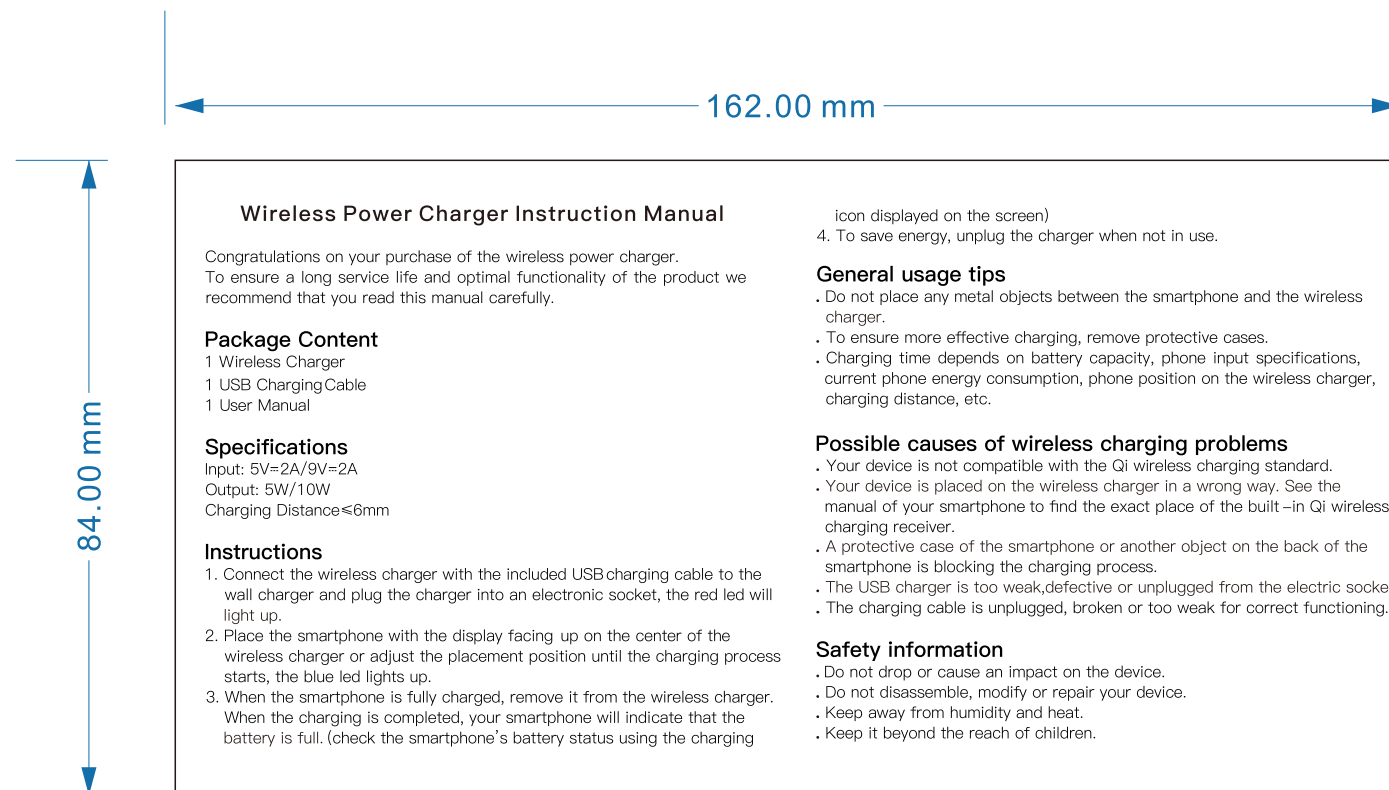 162.00 mm
84.00 mm
Wireless Power Charger Instruction Manual
Congratulations on your purchase of the wireless power charger.
To ensure a long service life and optimal functionality of the product we
recommend that you read this manual carefully.
Package Content
1 Wireless Charger
1 USB Charging Cable
1 User Manual
Specifications
Input: 5V=2A/9V=2A
Output: 5W/10W
Charging Distance≤6mm
Instructions
1. Connect the wireless charger with the included USB charging cable to the
wall charger and plug the charger into an electronic socket, the red led will
light up.
2. Place the smartphone with the display facing up on the center of the
wireless charger or adjust the placement position until the charging process
starts, the blue led lights up.
3. When the smartphone is fully charged, remove it from the wireless charger.
When the charging is completed, your smartphone will indicate that the
battery is full. (check the smartphone's battery status using the charging
icon displayed on the screen)
4. To save energy, unplug the charger when not in use.
General usage tips
. Do not place any metal objects between the smartphone and the wireless
charger.
. To ensure more effective charging, remove protective cases.
. Charging time depends on battery capacity, phone input specifications,
current phone energy consumption, phone position on the wireless charger,
charging distance, etc.
Possible causes of wireless charging problems
. Your device is not compatible with the Qi wireless charging standard.
. Your device is placed on the wireless charger in a wrong way. See the
manual of your smartphone to find the exact place of the built-in Qi wireless
charging receiver.
. A protective case of the smartphone or another object on the back of the
smartphone is blocking the charging process.
. The USB charger is too weak,defective or unplugged from the electric socke
. The charging cable is unplugged, broken or too weak for correct functioning.
Safety information
. Do not drop or cause an impact on the device.
. Do not disassemble, modify or repair your device.
. Keep away from humidity and heat.
. Keep it beyond the reach of children.